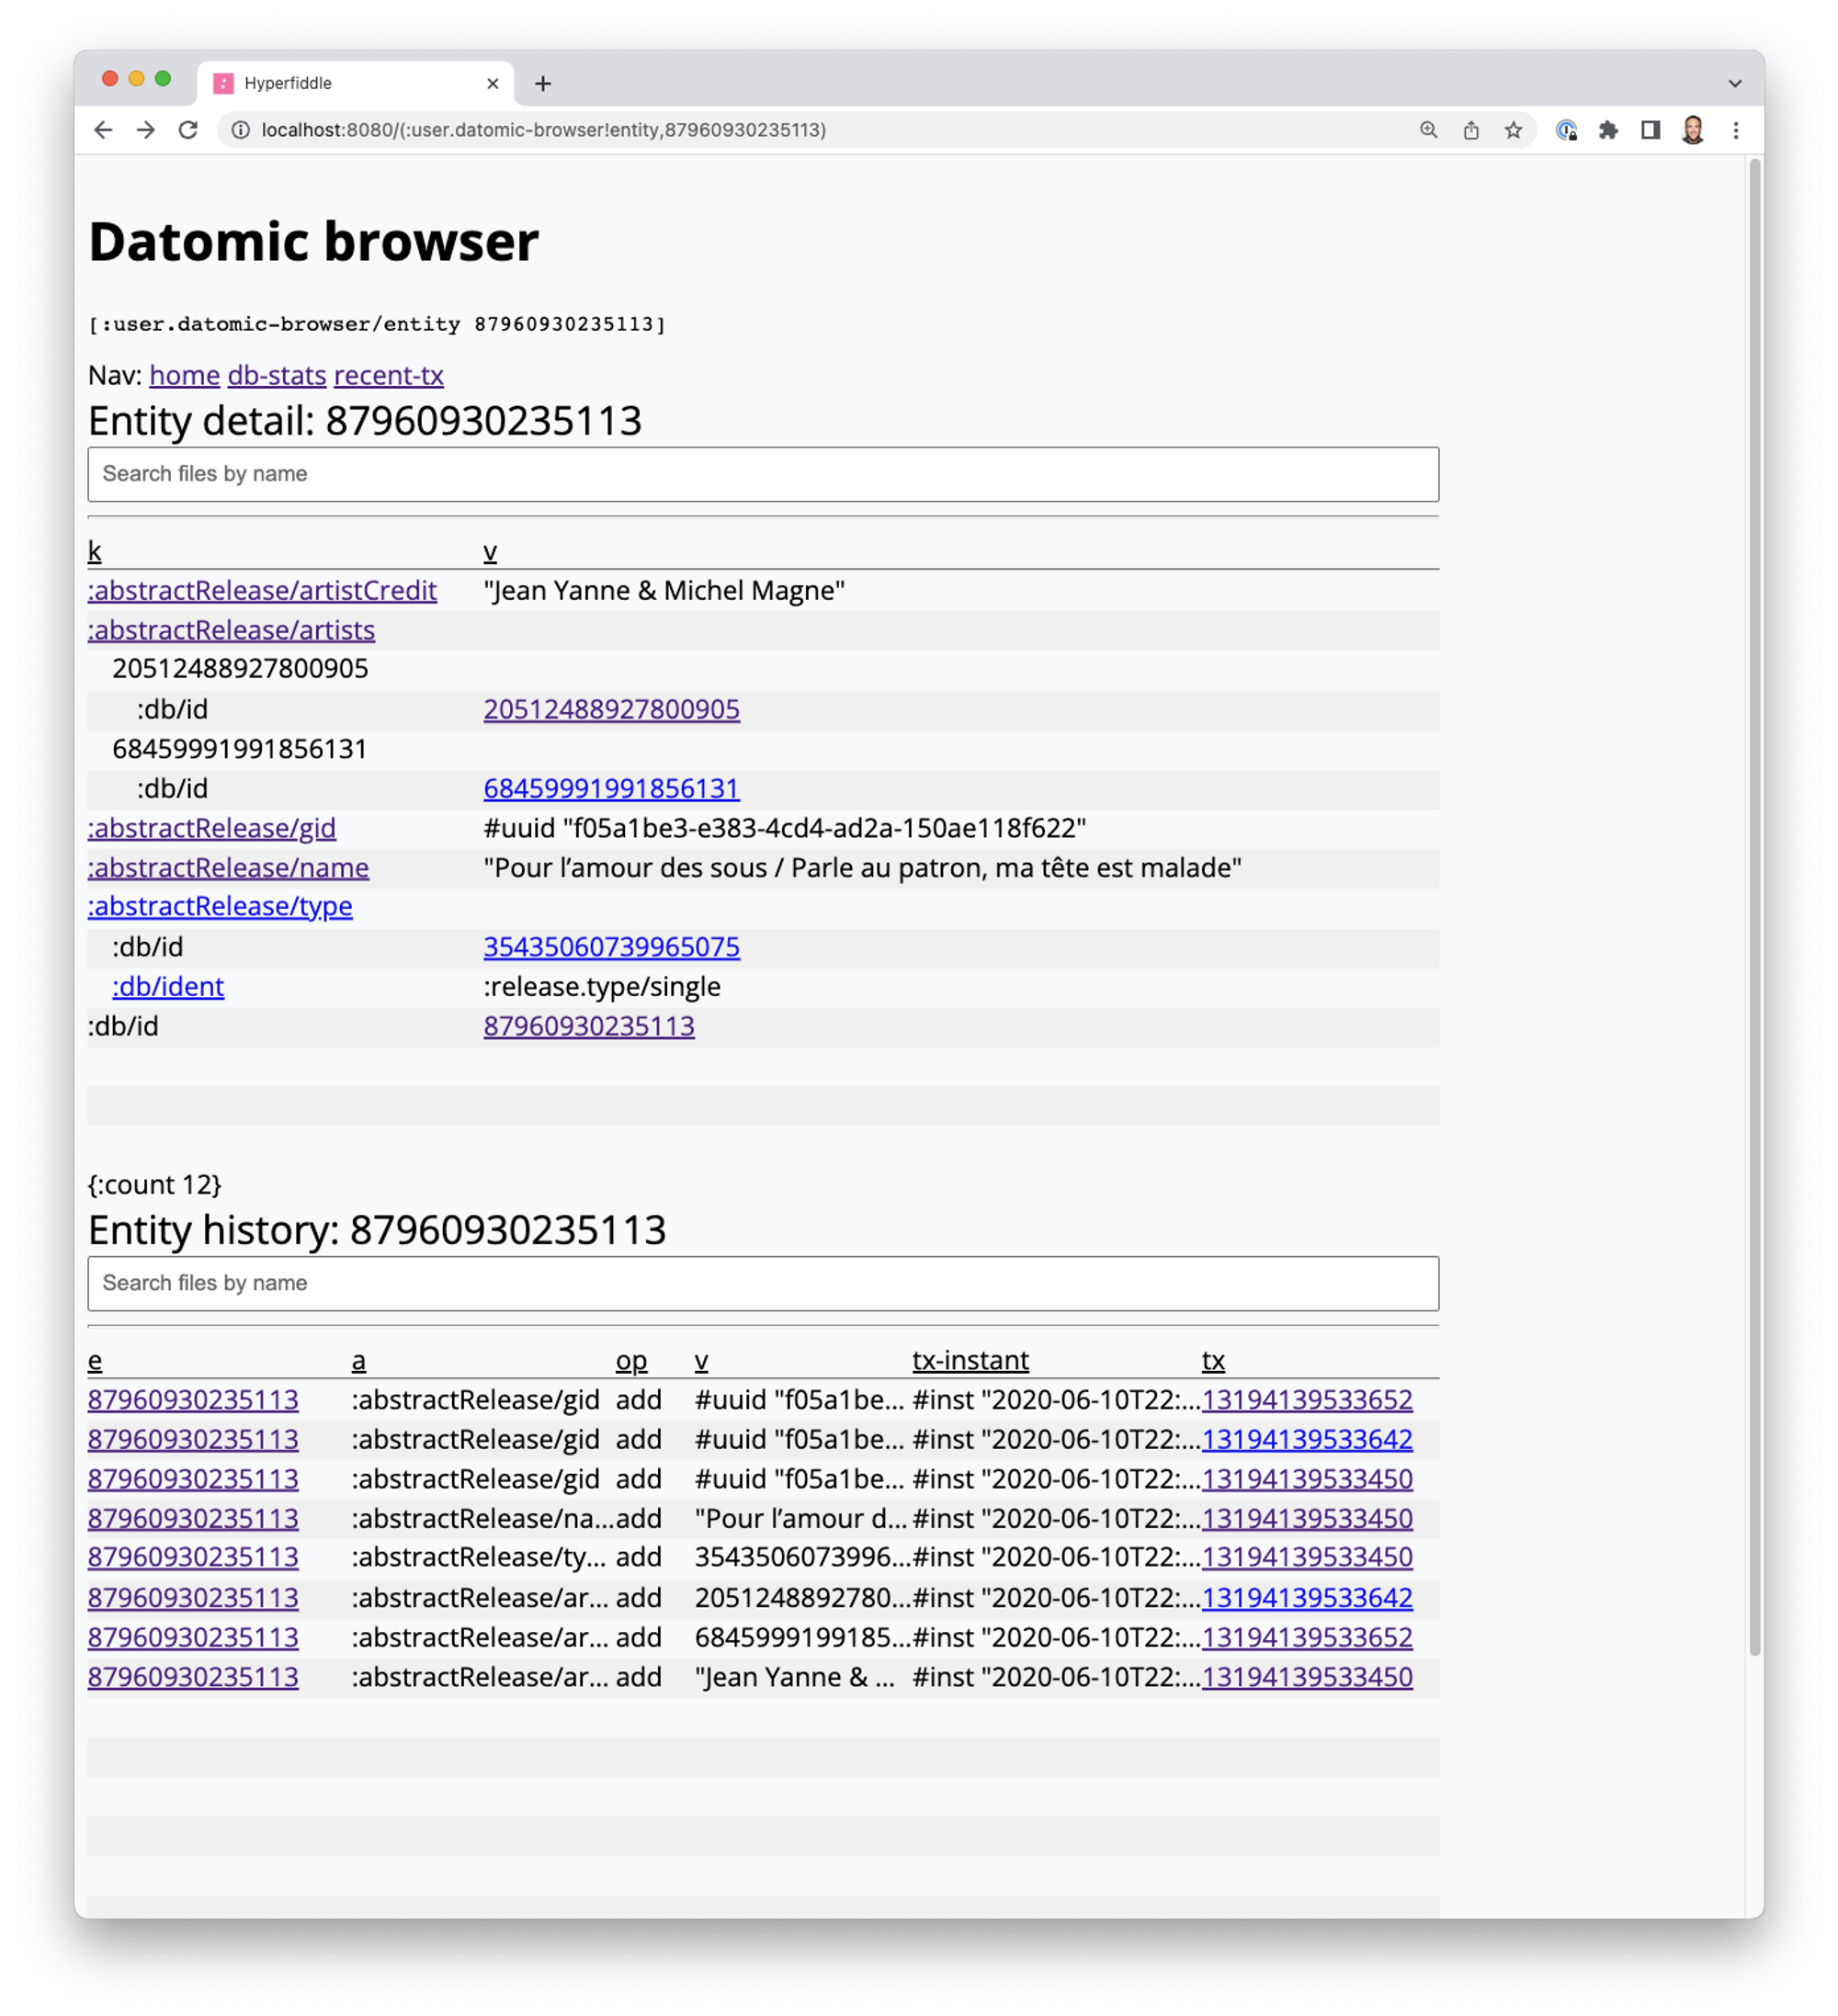 Hyperfiddle
localhost:8080/(:user.datomic-browser!entity,87960930235113)
Datomic browser
[:user.datomic-browser/entity 87960930235113]
Nav: home db-stats recent-tx
Entity detail: 87960930235113
Search files by name
k v
:abstractRelease/artistCredit "Jean Yanne & Michel Magne"
:abstractRelease/artists
20512488927800905
:db/id 20512488927800905
68459991991856131
:db/id 68459991991856131
:abstractRelease/gid #uuid "f05a1be3-e383-4cd4-ad2a-150ae118f622"
:abstractRelease/name "Pour l’amour des sous / Parle au patron, ma tête est malade"
:abstractRelease/type
:db/id 35435060739965075
:db/ident :release.type/single
:db/id 87960930235113
{:count 12}
Entity history: 87960930235113
Search files by name
e a op v tx-instant tx
87960930235113 :abstractRelease/gid add #uuid "f05a1be... #inst "2020-06-10T22:... 13194139533652
87960930235113 :abstractRelease/gid add #uuid "f05a1be... #inst "2020-06-10T22:... 13194139533642
87960930235113 :abstractRelease/gid add #uuid "f05a1be... #inst "2020-06-10T22:... 13194139533450
87960930235113 :abstractRelease/na... add "Pour l’amour d... #inst "2020-06-10T22:... 13194139533450
87960930235113 :abstractRelease/ty... add 3543506073996... #inst "2020-06-10T22:... 13194139533450
87960930235113 :abstractRelease/ar... add 2051248892780... #inst "2020-06-10T22:... 13194139533642
87960930235113 :abstractRelease/ar... add 6845999199185... #inst "2020-06-10T22:... 13194139533652
87960930235113 :abstractRelease/ar... add "Jean Yanne & ... #inst "2020-06-10T22:... 13194139533450